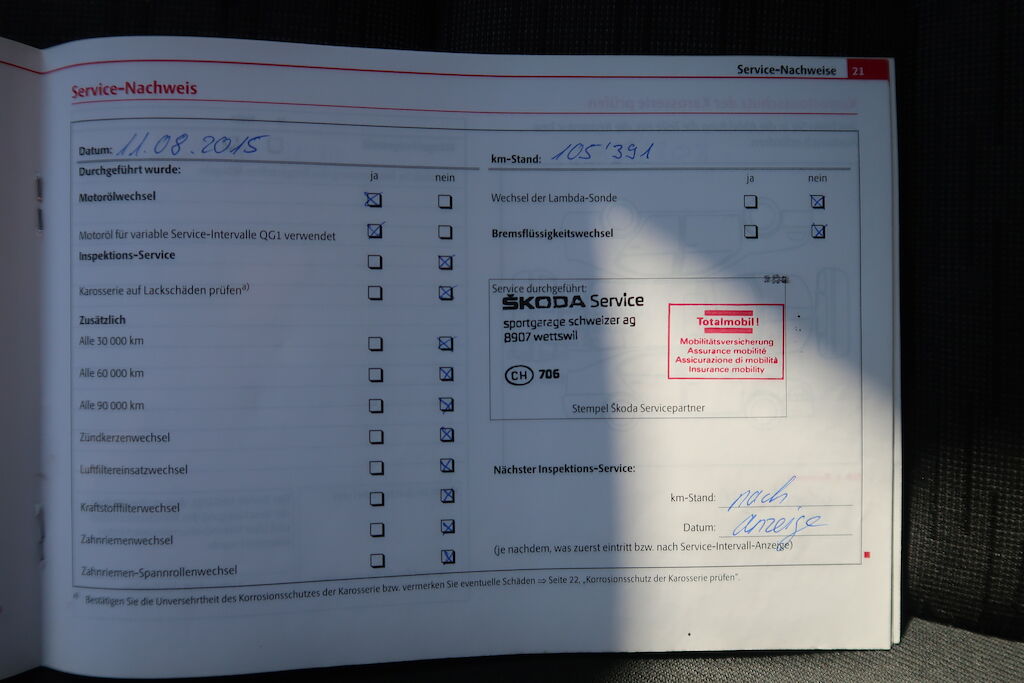 Service-Nachweise 21
Service-Nachweis
Datum: 11.08.2015
km-Stand: 105'391
Durchgeführt wurde:
ja nein
Motorölwechsel
Motoröl für variable Service-Intervalle QG1 verwendet
Inspektions-Service
Karosserie auf Lackschäden prüfen a)
Zusätzlich
Alle 30 000 km
Alle 60 000 km
Alle 90 000 km
Zündkerzenwechsel
Luftfiltereinsatzwechsel
Kraftstofffilterwechsel
Zahnriemenwechsel
Zahnriemen-Spannrollenwechsel
ja nein
Wechsel der Lambda-Sonde
Bremsflüssigkeitswechsel
Service durchgeführt:
ŠKODA Service
sportgarage schweizer ag
8907 wettswil
CH 706
Totalmobil!
Mobilitätsversicherung
Assurance mobilité
Assicurazione di mobilità
Insurance mobility
Stempel Škoda Servicepartner
Nächster Inspektions-Service:
km-Stand: nach
Datum: Anzeige
(je nachdem, was zuerst eintritt bzw. nach Service-Intervall-Anzeige)
a) Bestätigen Sie die Unversehrtheit des Korrosionsschutzes der Karosserie bzw. vermerken Sie eventuelle Schäden ⇒ Seite 22, „Korrosionsschutz der Karosserie prüfen".